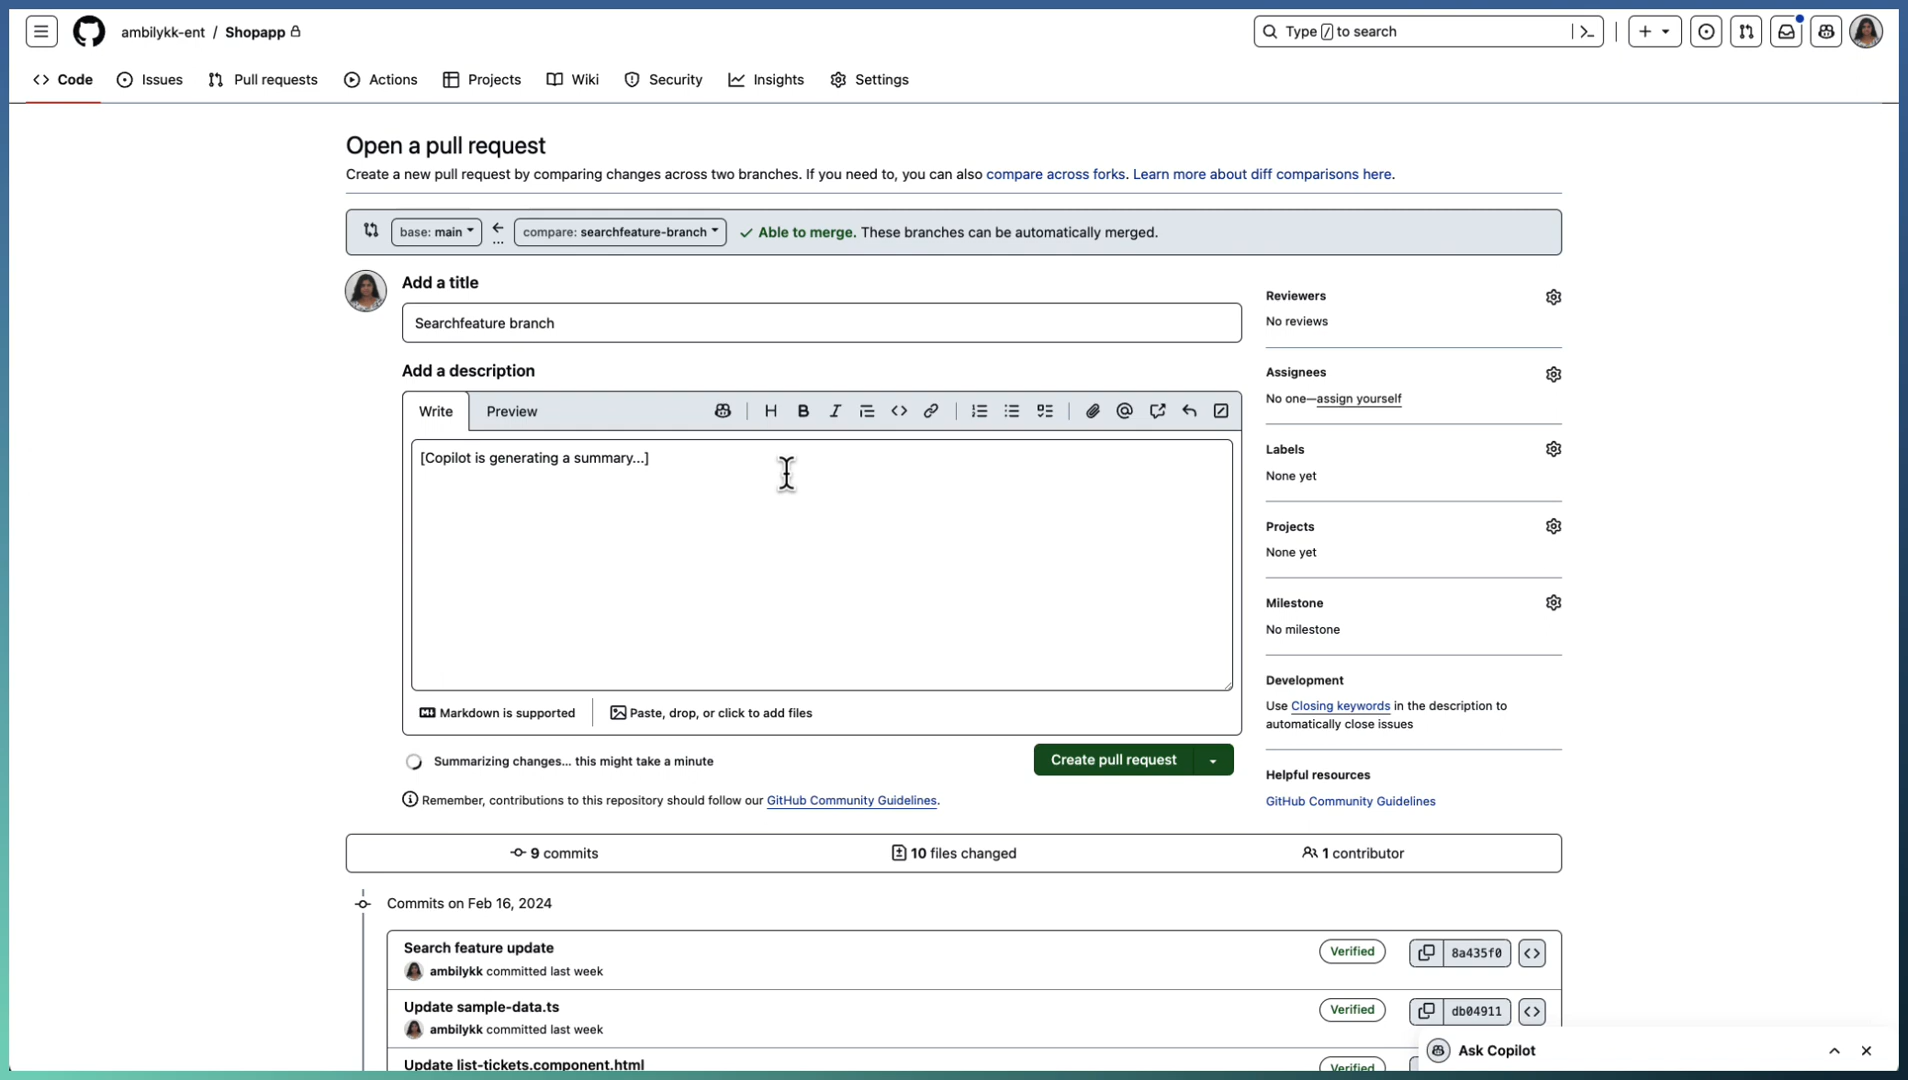 ambilykk-ent / Shopapp
Type / to search
Code
Issues
Pull requests
Actions
Projects
Wiki
Security
Insights
Settings
Open a pull request
Create a new pull request by comparing changes across two branches. If you need to, you can also compare across forks. Learn more about diff comparisons here.
base: main
...
compare: searchfeature-branch
Able to merge. These branches can be automatically merged.
Add a title
Searchfeature branch
Add a description
Write
Preview
[Copilot is generating a summary...]
Markdown is supported
Paste, drop, or click to add files
Summarizing changes... this might take a minute
Create pull request
Remember, contributions to this repository should follow our GitHub Community Guidelines.
Reviewers
No reviews
Assignees
No one—assign yourself
Labels
None yet
Projects
None yet
Milestone
No milestone
Development
Use Closing keywords in the description to
automatically close issues
Helpful resources
GitHub Community Guidelines
9 commits
10 files changed
1 contributor
Commits on Feb 16, 2024
Search feature update
ambilykk committed last week
Verified
8a435f0
Update sample-data.ts
ambilykk committed last week
Verified
db04911
Update list-tickets.component.html
Verified
Ask Copilot